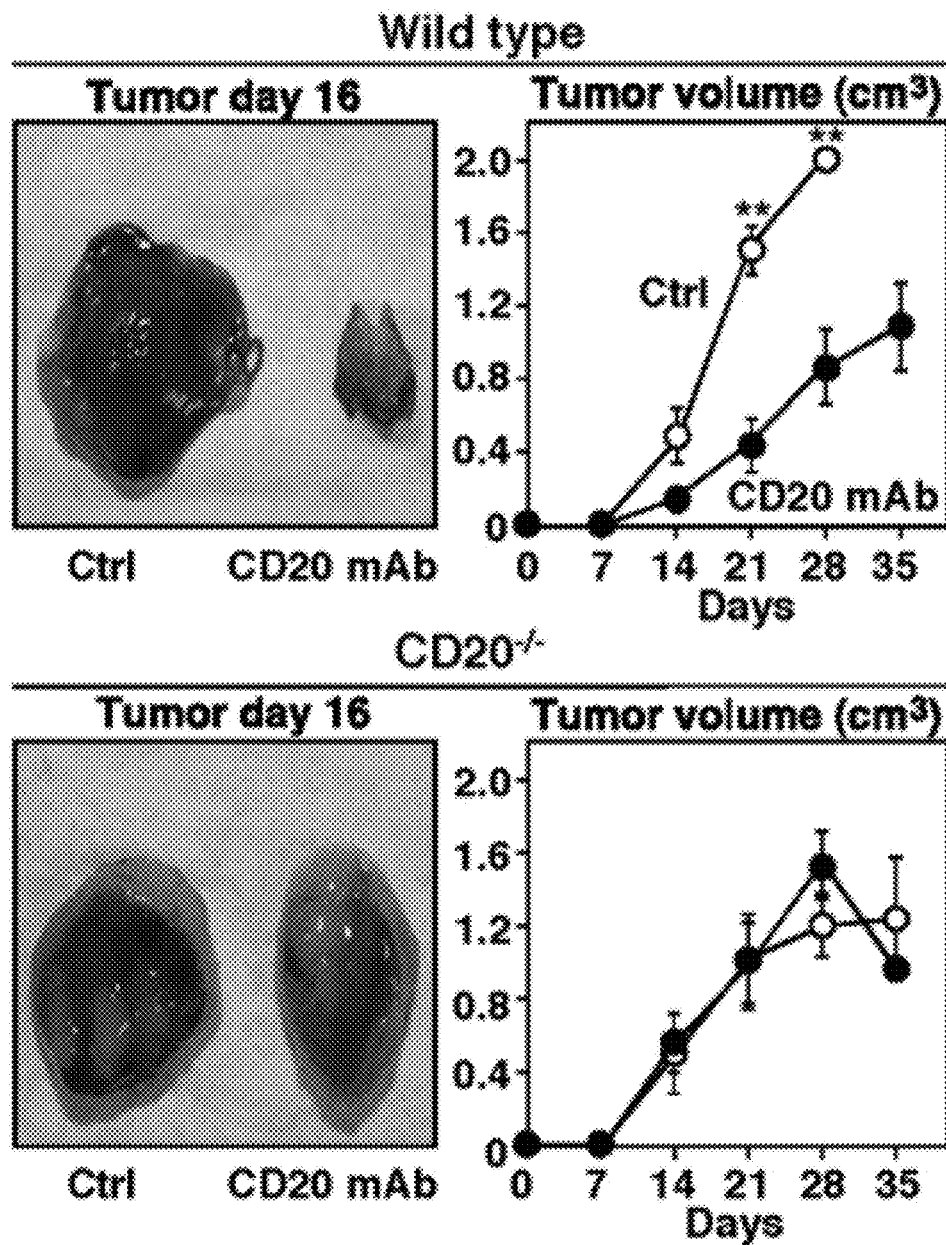 Wild type
Tumor day 16
Tumor volume (cm³)
2.0
1.6
1.2
0.8
0.4
0
**
**
Ctrl
CD20 mAb
0 7 14 21 28 35
Days
Ctrl CD20 mAb
CD20-/-
Tumor day 16
Tumor volume (cm³)
2.0
1.6
1.2
0.8
0.4
0
0 7 14 21 28 35
Days
Ctrl CD20 mAb